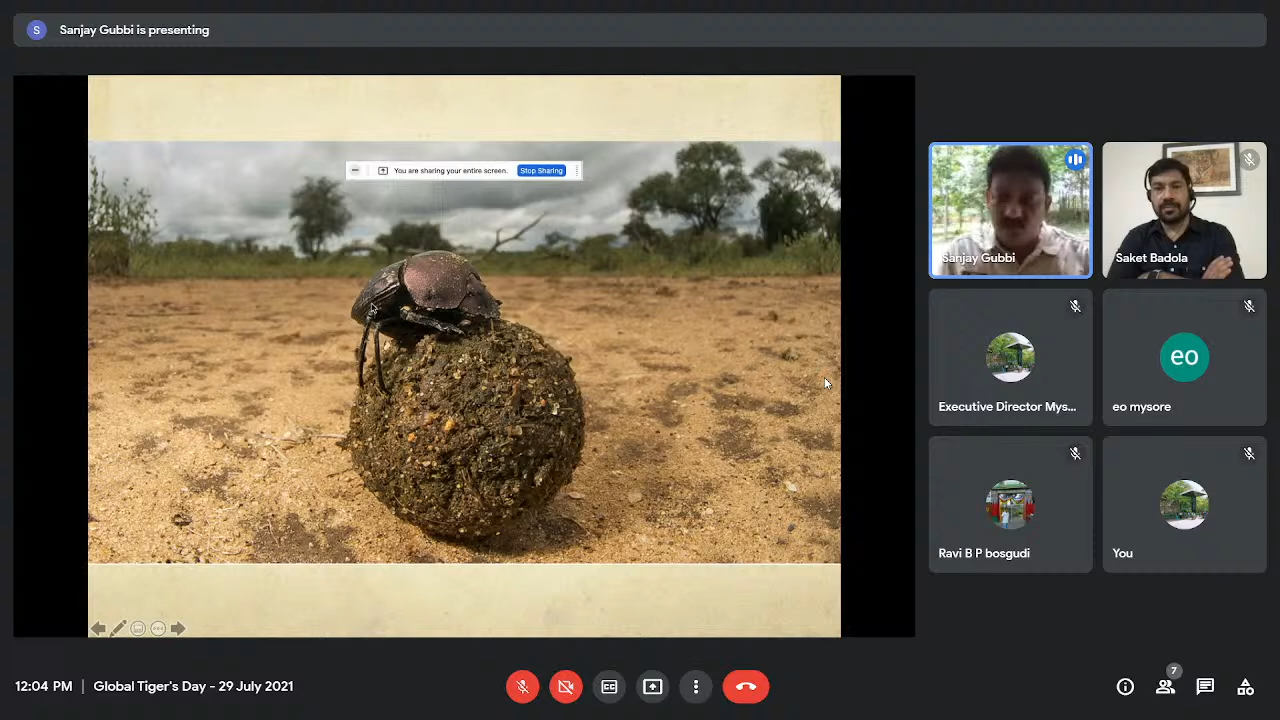 S Sanjay Gubbi is presenting
You are sharing your entire screen. Stop Sharing
Sanjay Gubbi
Saket Badola
Executive Director Mys...
eo
eo mysore
Ravi B P bosgudi
You
12:04 PM | Global Tiger's Day - 29 July 2021
CC
7